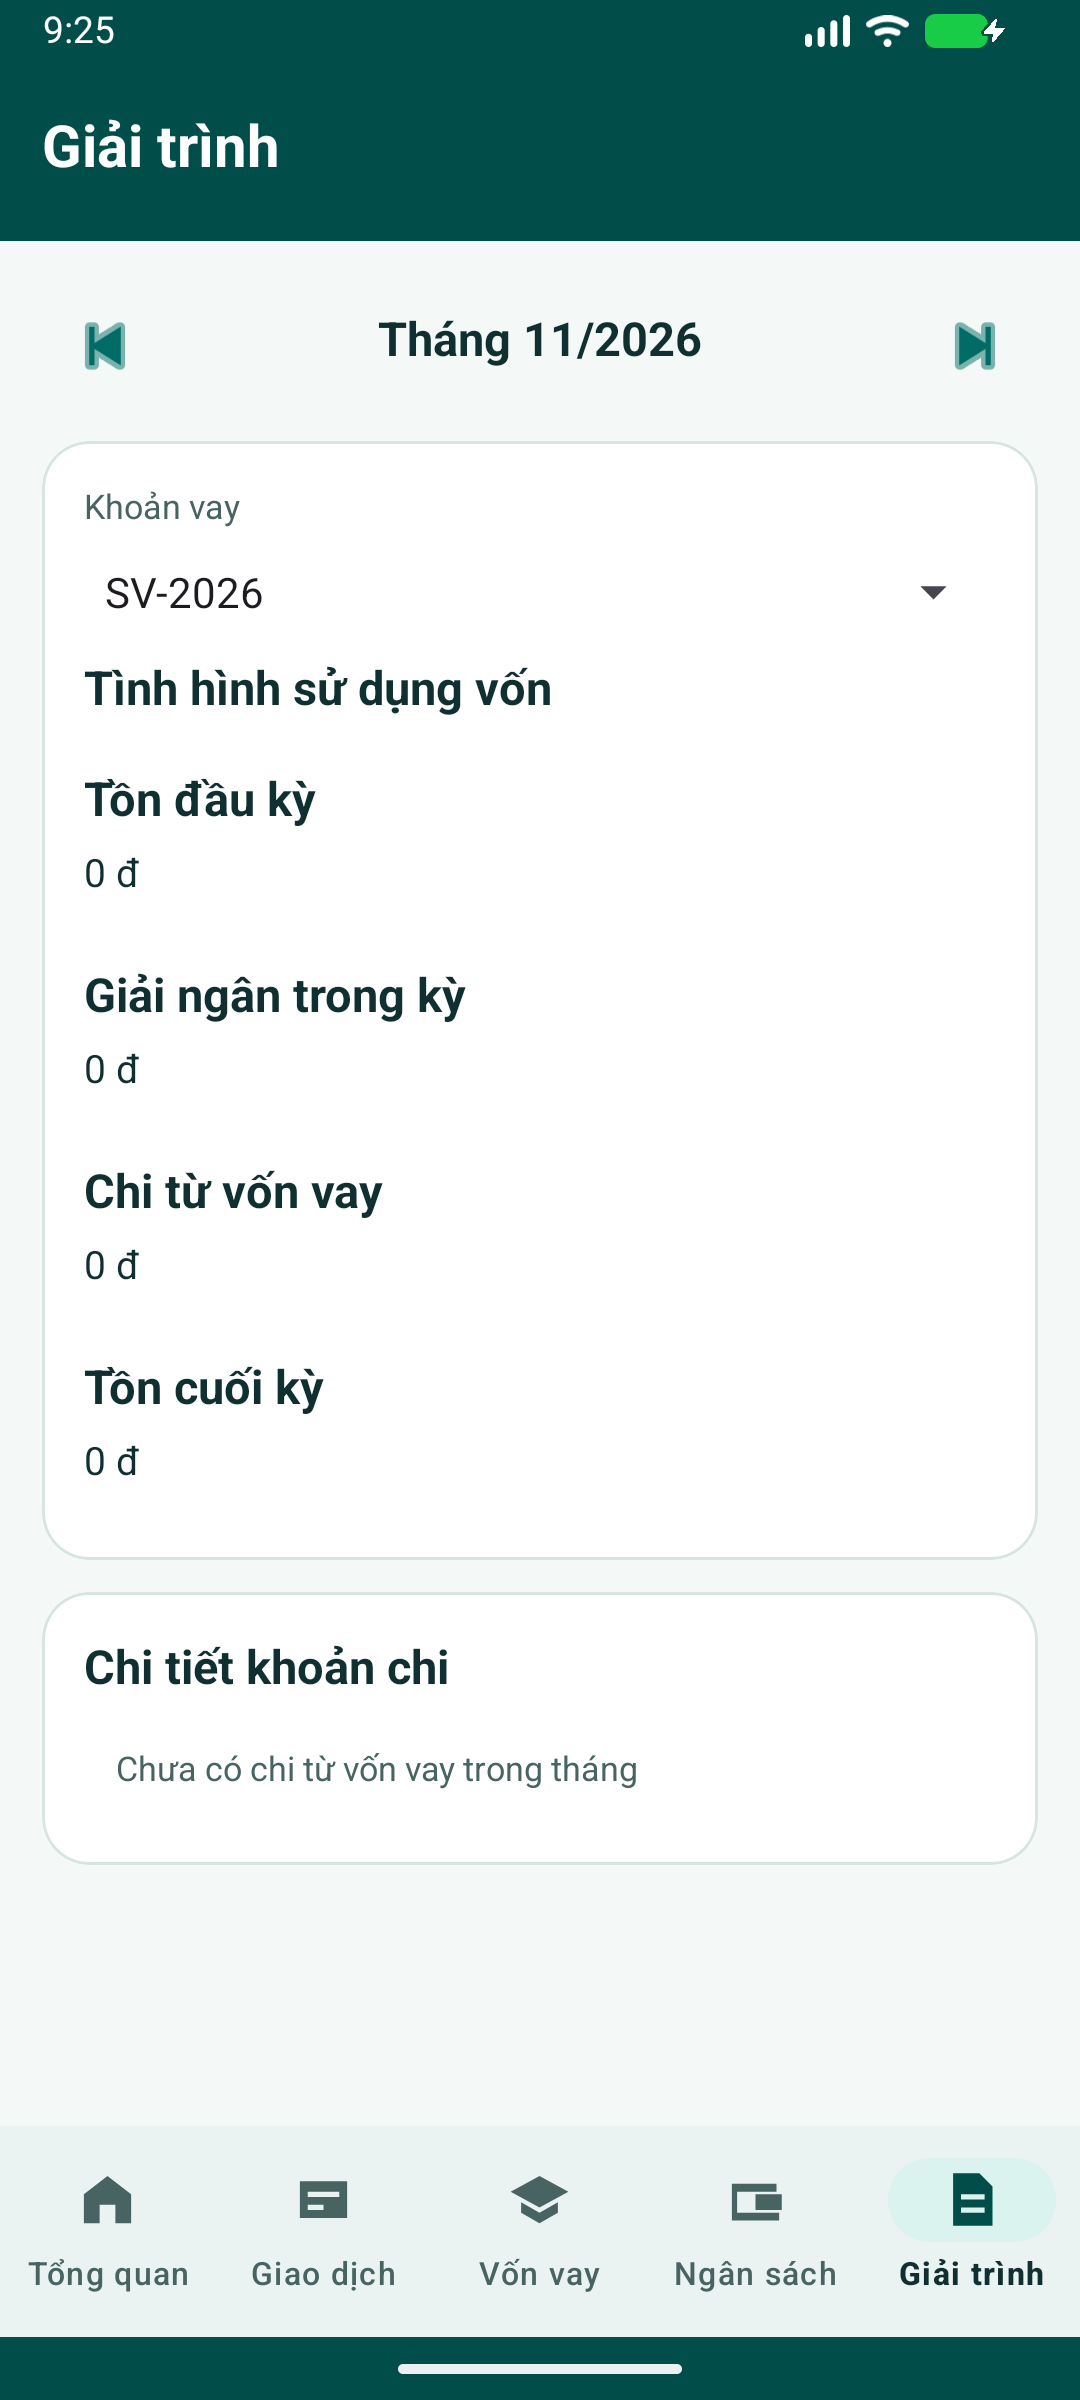 9:25
Giải trình
Tháng 11/2026
Khoản vay
SV-2026
Tình hình sử dụng vốn
Tồn đầu kỳ
0 đ
Giải ngân trong kỳ
0 đ
Chi từ vốn vay
0 đ
Tồn cuối kỳ
0 đ
Chi tiết khoản chi
Chưa có chi từ vốn vay trong tháng
Tổng quan
Giao dịch
Vốn vay
Ngân sách
Giải trình